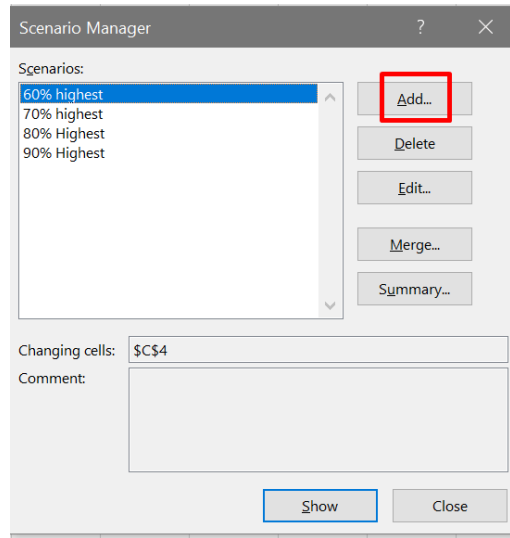 Scenario Manager ? ×
Scenarios:
60% highest
70% highest
80% Highest
90% Highest
Add...
Delete
Edit...
Merge...
Summary...
Changing cells: $C$4
Comment:
Show Close